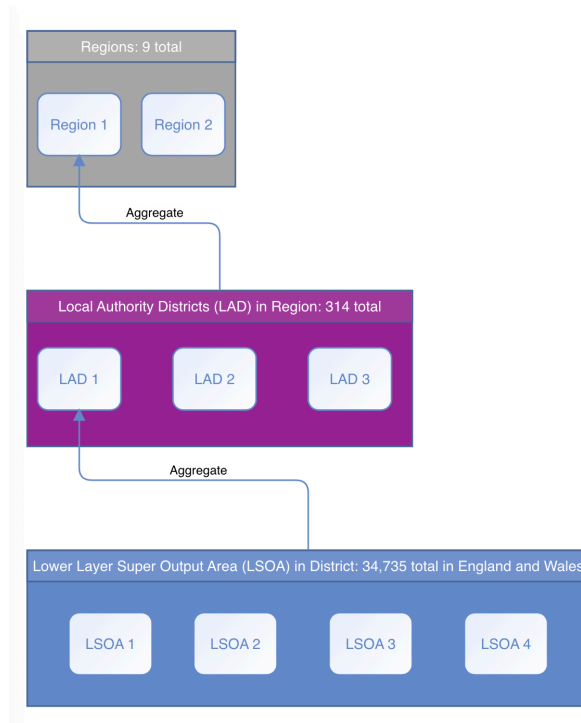 Regions: 9 total
Region 1
Region 2
Aggregate
Local Authority Districts (LAD) in Region: 314 total
LAD 1
LAD 2
LAD 3
Aggregate
Lower Layer Super Output Area (LSOA) in District: 34,735 total in England and Wales
LSOA 1
LSOA 2
LSOA 3
LSOA 4